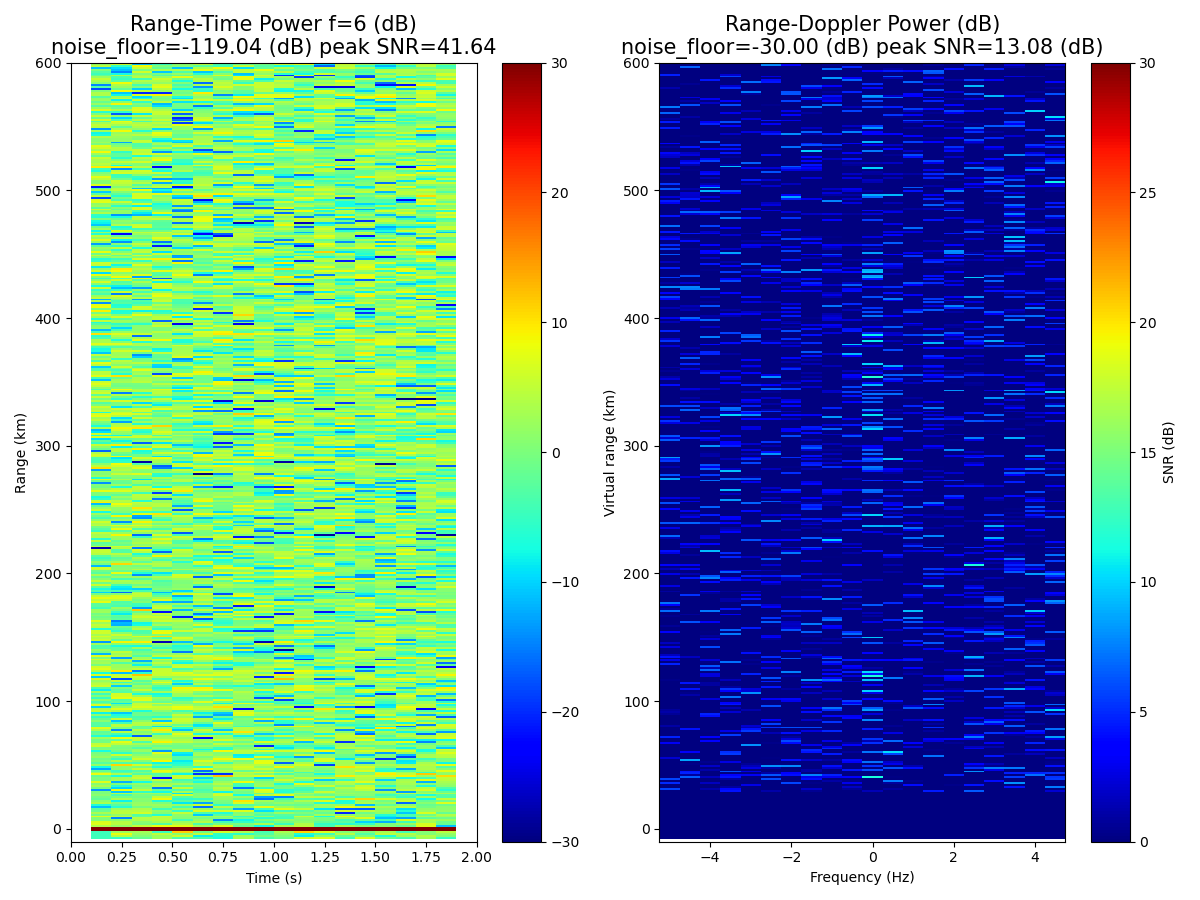 Range-Time Power f=6 (dB)
noise_floor=-119.04 (dB) peak SNR=41.64
600
500
400
300
200
100
0
Range (km)
0.00 0.25 0.50 0.75 1.00 1.25 1.50 1.75 2.00
Time (s)
30
20
10
0
−10
−20
−30
Range-Doppler Power (dB)
noise_floor=-30.00 (dB) peak SNR=13.08 (dB)
600
500
400
300
200
100
0
Virtual range (km)
−4 −2 0 2 4
Frequency (Hz)
30
25
20
15
10
5
0
SNR (dB)